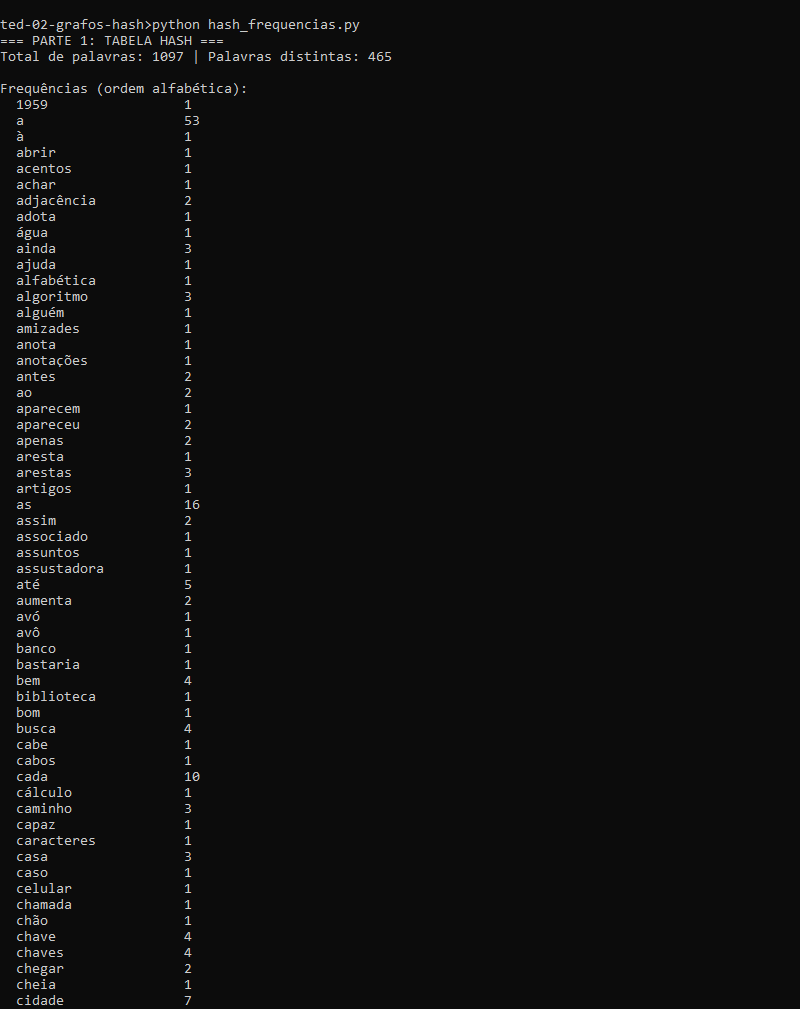 ted-02-grafos-hash>python hash_frequencias.py
=== PARTE 1: TABELA HASH ===
Total de palavras: 1097 | Palavras distintas: 465

Frequências (ordem alfabética):
  1959                 1
  a                    53
  à                    1
  abrir                1
  acentos              1
  achar                1
  adjacência           2
  adota                1
  água                 1
  ainda                3
  ajuda                1
  alfabética           1
  algoritmo            3
  alguém               1
  amizades             1
  anota                1
  anotações            1
  antes                2
  ao                   2
  aparecem             1
  apareceu             2
  apenas               2
  aresta               1
  arestas              3
  artigos              1
  as                   16
  assim                2
  associado            1
  assuntos             1
  assustadora          1
  até                  5
  aumenta              2
  avó                  1
  avô                  1
  banco                1
  bastaria             1
  bem                  4
  biblioteca           1
  bom                  1
  busca                4
  cabe                 1
  cabos                1
  cada                 10
  cálculo              1
  caminho              3
  capaz                1
  caracteres           1
  casa                 3
  caso                 1
  celular              1
  chamada              1
  chão                 1
  chave                4
  chaves               4
  chegar               2
  cheia                1
  cidade               7